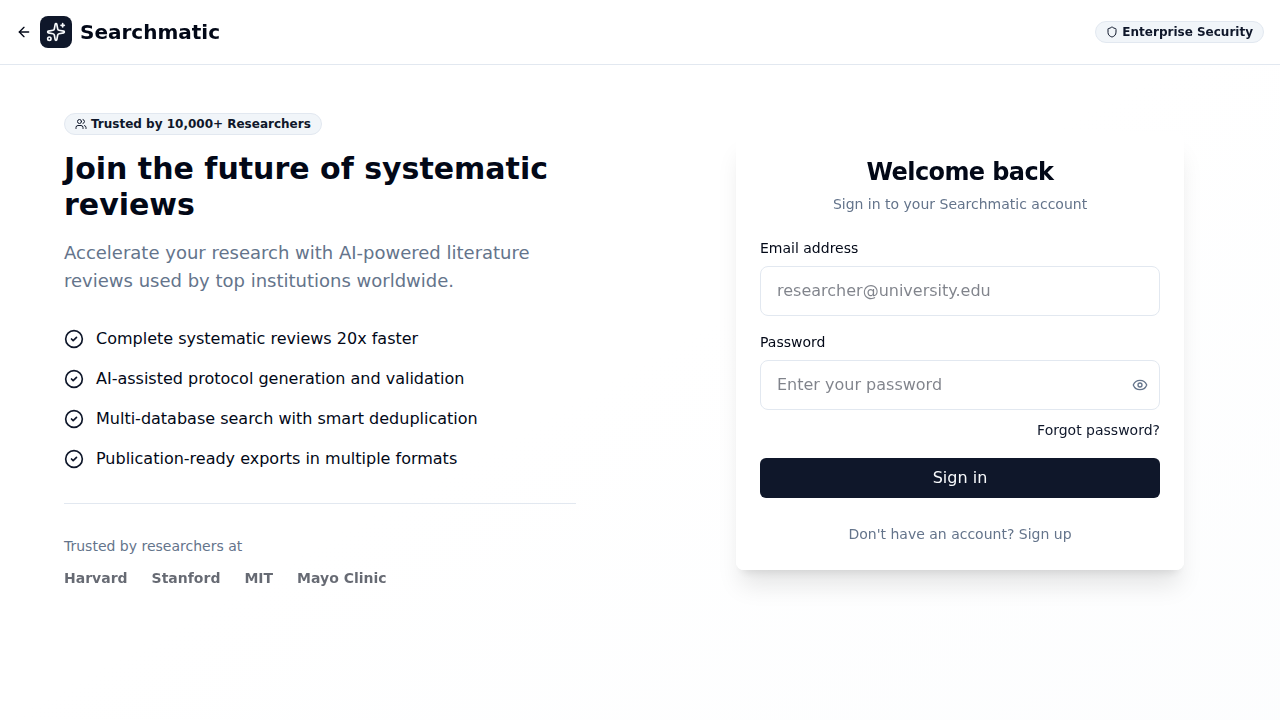 Searchmatic
Enterprise Security
Trusted by 10,000+ Researchers
Join the future of systematic
reviews
Accelerate your research with AI-powered literature
reviews used by top institutions worldwide.
Complete systematic reviews 20x faster
AI-assisted protocol generation and validation
Multi-database search with smart deduplication
Publication-ready exports in multiple formats
Trusted by researchers at
Harvard Stanford MIT Mayo Clinic
Welcome back
Sign in to your Searchmatic account
Email address
researcher@university.edu
Password
Enter your password
Forgot password?
Sign in
Don't have an account? Sign up